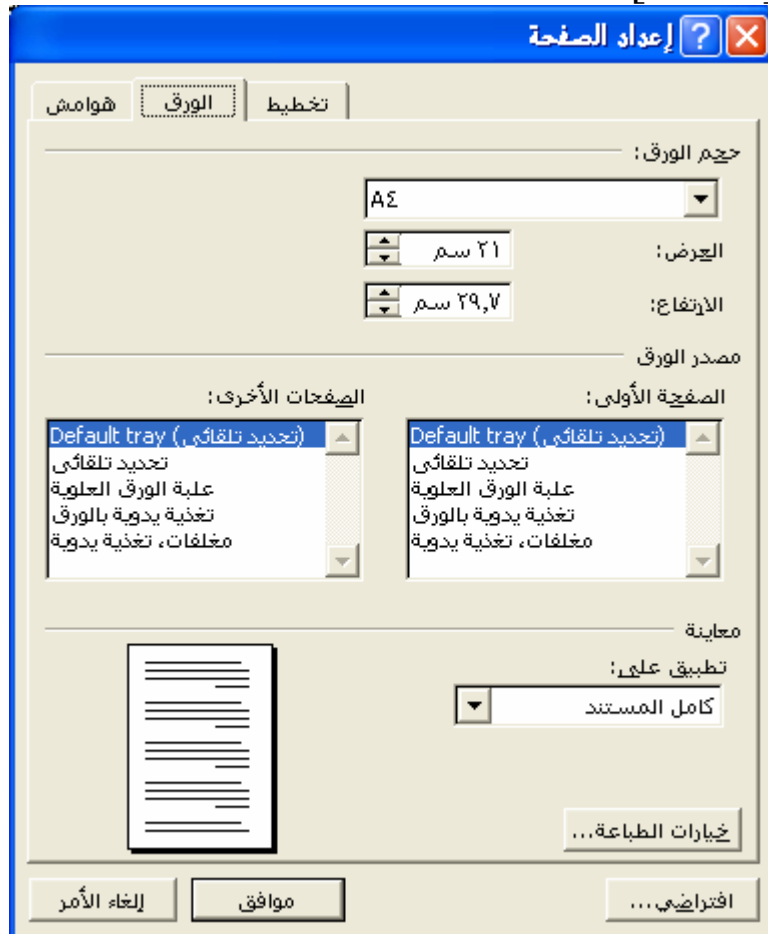 إعداد الصفحة
هوامش الورق تخطيط
حجم الورق:
A٤
العرض: ٢١ سم
الارتفاع: ٢٩,٧ سم
مصدر الورق
الصفحة الأولى: الصفحات الأخرى:
Default tray (تحديد تلقائي) Default tray (تحديد تلقائي)
تحديد تلقائي تحديد تلقائي
علبة الورق العلوية علبة الورق العلوية
تغذية يدوية بالورق تغذية يدوية بالورق
مغلفات، تغذية يدوية مغلفات، تغذية يدوية
معاينة
تطبيق على:
كامل المستند
خيارات الطباعة...
افتراضي... موافق إلغاء الأمر